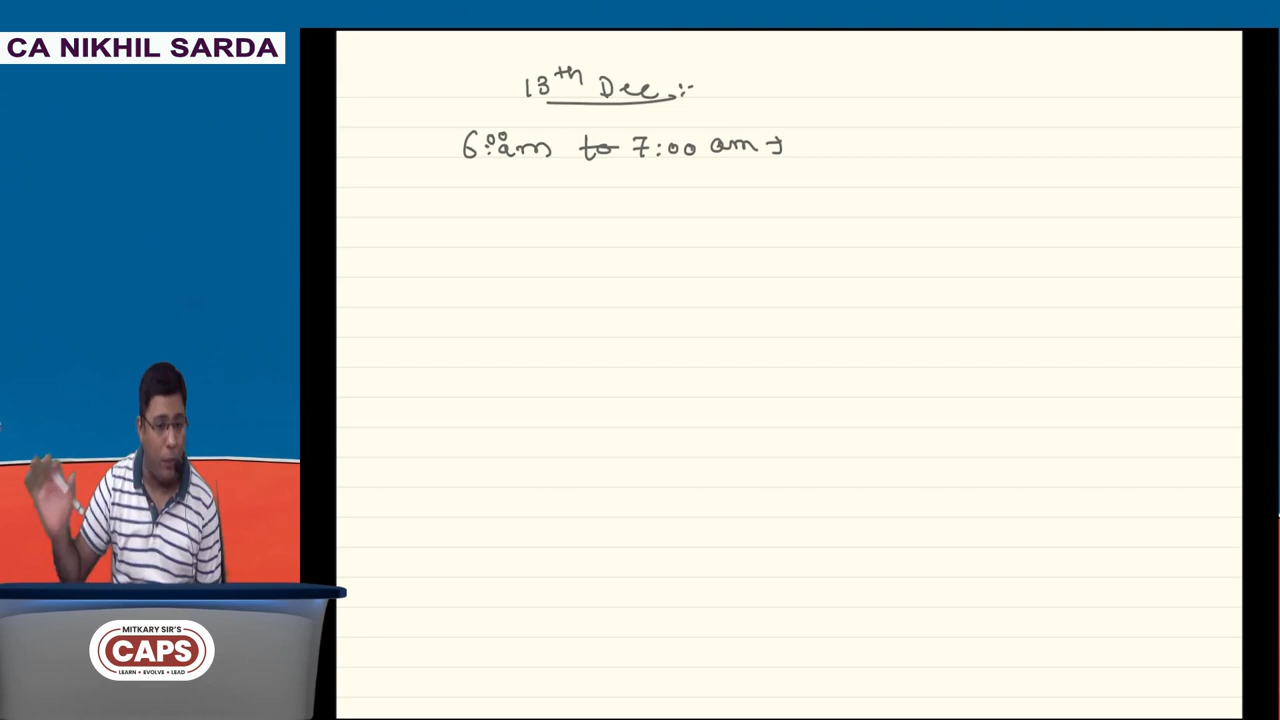 CA NIKHIL SARDA
13th Dec :-
6:00 am to 7:00 am →
MITKARY SIR'S
CAPS
LEARN • EVOLVE • LEAD